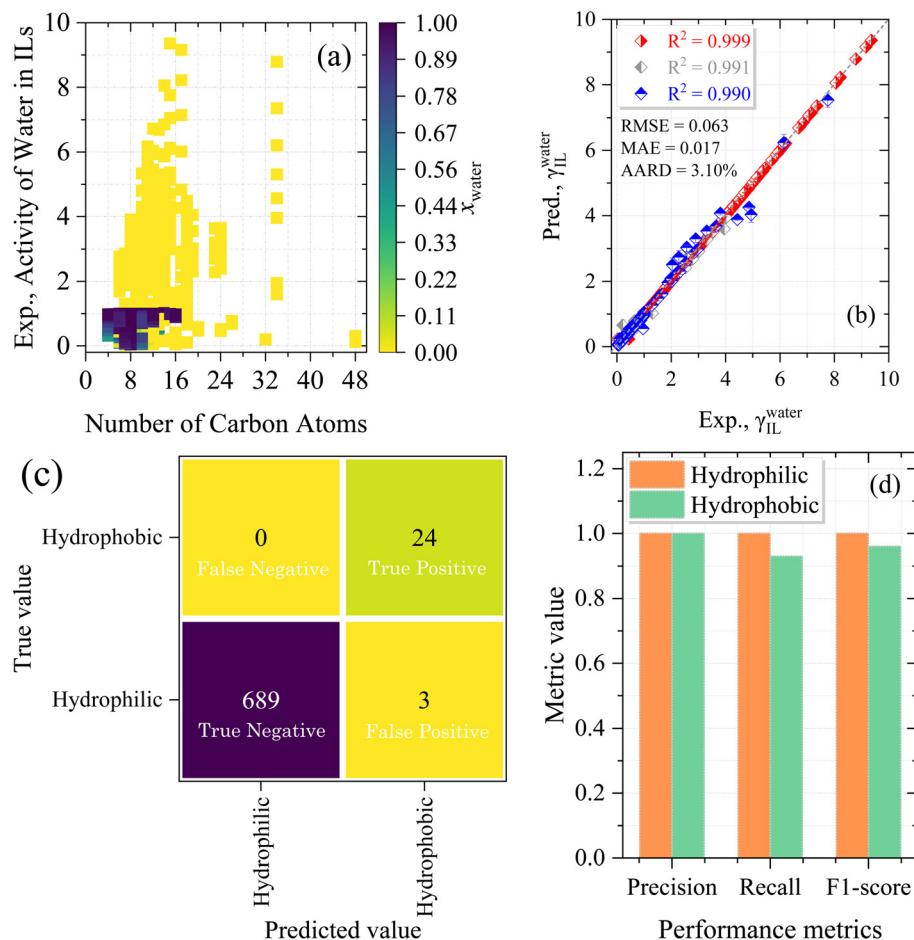 (a)
Exp., Activity of Water in ILs
10
8
6
4
2
0
0 8 16 24 32 40 48
Number of Carbon Atoms
1.00
0.89
0.78
0.67
0.56
0.44
0.33
0.22
0.11
0.00
x_water
R² = 0.999
R² = 0.991
R² = 0.990
RMSE = 0.063
MAE = 0.017
AARD = 3.10%
Pred., γ_IL^water
10
8
6
4
2
0
(b)
0 2 4 6 8 10
Exp., γ_IL^water
(c)
True value
Hydrophobic
0
False Negative
24
True Positive
Hydrophilic
689
True Negative
3
False Positive
Hydrophilic
Hydrophobic
Predicted value
(d)
Hydrophilic
Hydrophobic
Metric value
1.2
1.0
0.8
0.6
0.4
0.2
0.0
Precision Recall F1-score
Performance metrics